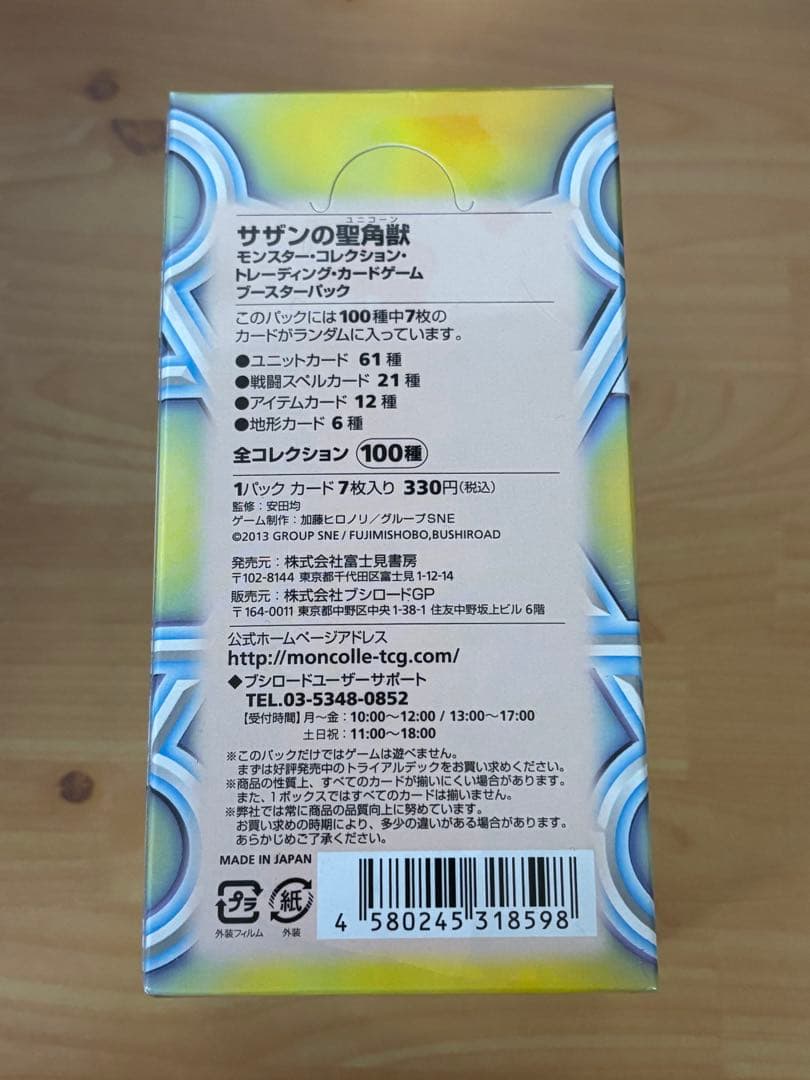 ユニコーン
サザンの聖角獣
モンスター・コレクション・
トレーディング・カードゲーム
ブースターパック
このパックには100種中7枚の
カードがランダムに入っています。
●ユニットカード 61種
●戦闘スペルカード 21種
●アイテムカード 12種
●地形カード 6種
全コレクション 100種
1パック カード7枚入り 330円(税込)
監修:安田均
ゲーム制作:加藤ヒロノリ/グループSNE
©2013 GROUP SNE / FUJIMISHOBO,BUSHIROAD
発売元:株式会社富士見書房
〒102-8144 東京都千代田区富士見1-12-14
販売元:株式会社ブシロードGP
〒164-0011 東京都中野区中央1-38-1 住友中野坂上ビル 6階
公式ホームページアドレス
http://moncolle-tcg.com/
◆ブシロードユーザーサポート
TEL.03-5348-0852
【受付時間】月〜金:10:00〜12:00 / 13:00〜17:00
土日祝:11:00〜18:00
※このパックだけではゲームは遊べません。
まずは好評発売中のトライアルデックをお買い求めください。
※商品の性質上、すべてのカードが揃いにくい場合があります。
また、1ボックスではすべてのカードは揃いません。
※弊社では常に商品の品質向上に努めています。
お買い求めの時期により、多少の違いがある場合があります。
あらかじめご了承ください。
MADE IN JAPAN
プラ 紙
外装フィルム 外装
4 580245 318598